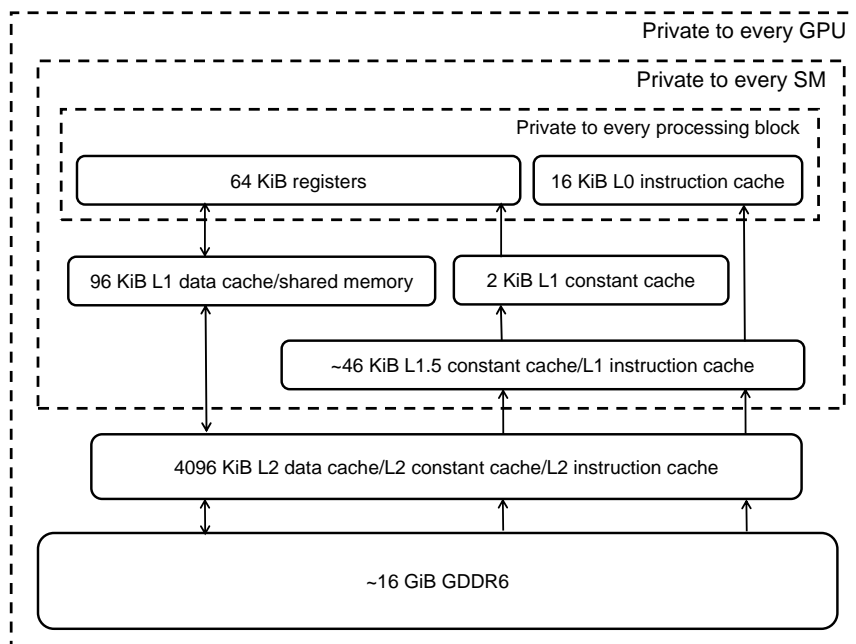 Private to every GPU
Private to every SM
Private to every processing block
64 KiB registers
16 KiB L0 instruction cache
96 KiB L1 data cache/shared memory
2 KiB L1 constant cache
~46 KiB L1.5 constant cache/L1 instruction cache
4096 KiB L2 data cache/L2 constant cache/L2 instruction cache
~16 GiB GDDR6